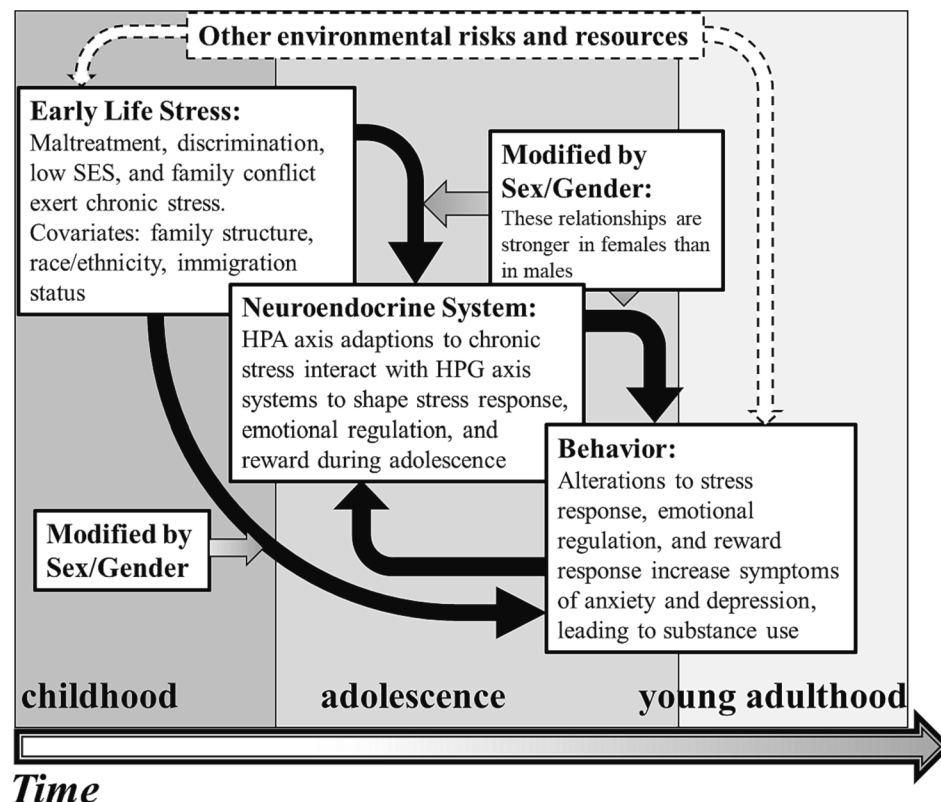 Other environmental risks and resources
Early Life Stress:
Maltreatment, discrimination,
low SES, and family conflict
exert chronic stress.
Covariates: family structure,
race/ethnicity, immigration
status
Modified by
Sex/Gender:
These relationships are
stronger in females than
in males
Neuroendocrine System:
HPA axis adaptions to chronic
stress interact with HPG axis
systems to shape stress response,
emotional regulation, and
reward during adolescence
Behavior:
Alterations to stress
response, emotional
regulation, and reward
response increase symptoms
of anxiety and depression,
leading to substance use
Modified by
Sex/Gender
childhood
adolescence
young adulthood
Time